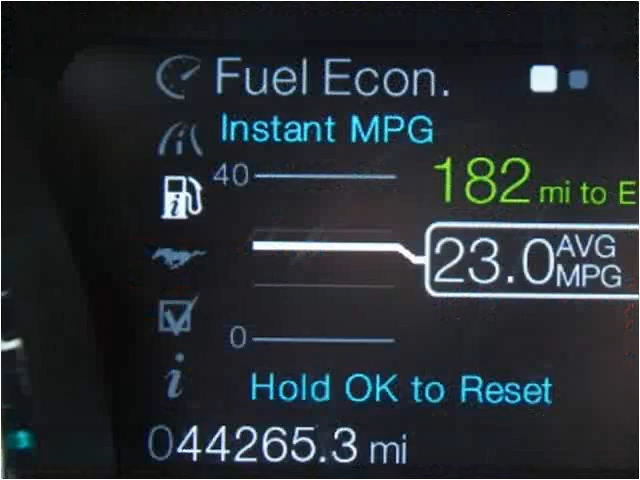 Fuel Econ.
Instant MPG
40
182 mi to E
23.0 AVG MPG
0
Hold OK to Reset
044265.3 mi